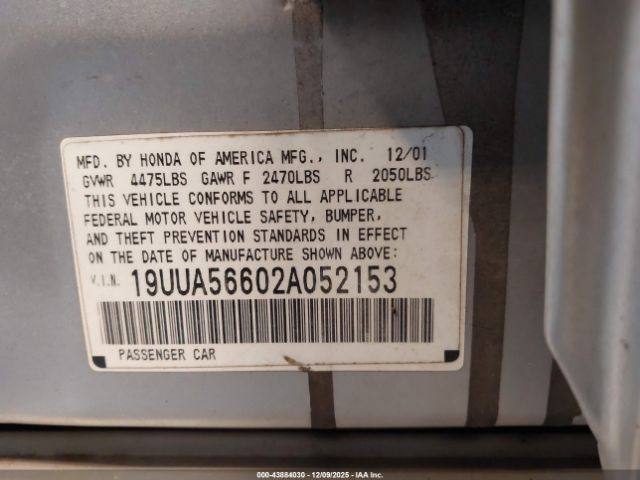 MFD. BY HONDA OF AMERICA MFG., INC. 12/01
GVWR 4475LBS GAWR F 2470LBS R 2050LBS
THIS VEHICLE CONFORMS TO ALL APPLICABLE
FEDERAL MOTOR VEHICLE SAFETY, BUMPER,
AND THEFT PREVENTION STANDARDS IN EFFECT
ON THE DATE OF MANUFACTURE SHOWN ABOVE:
V.I.N. 19UUA56602A052153
PASSENGER CAR
000-43884030 - 12/09/2025 - IAA Inc.